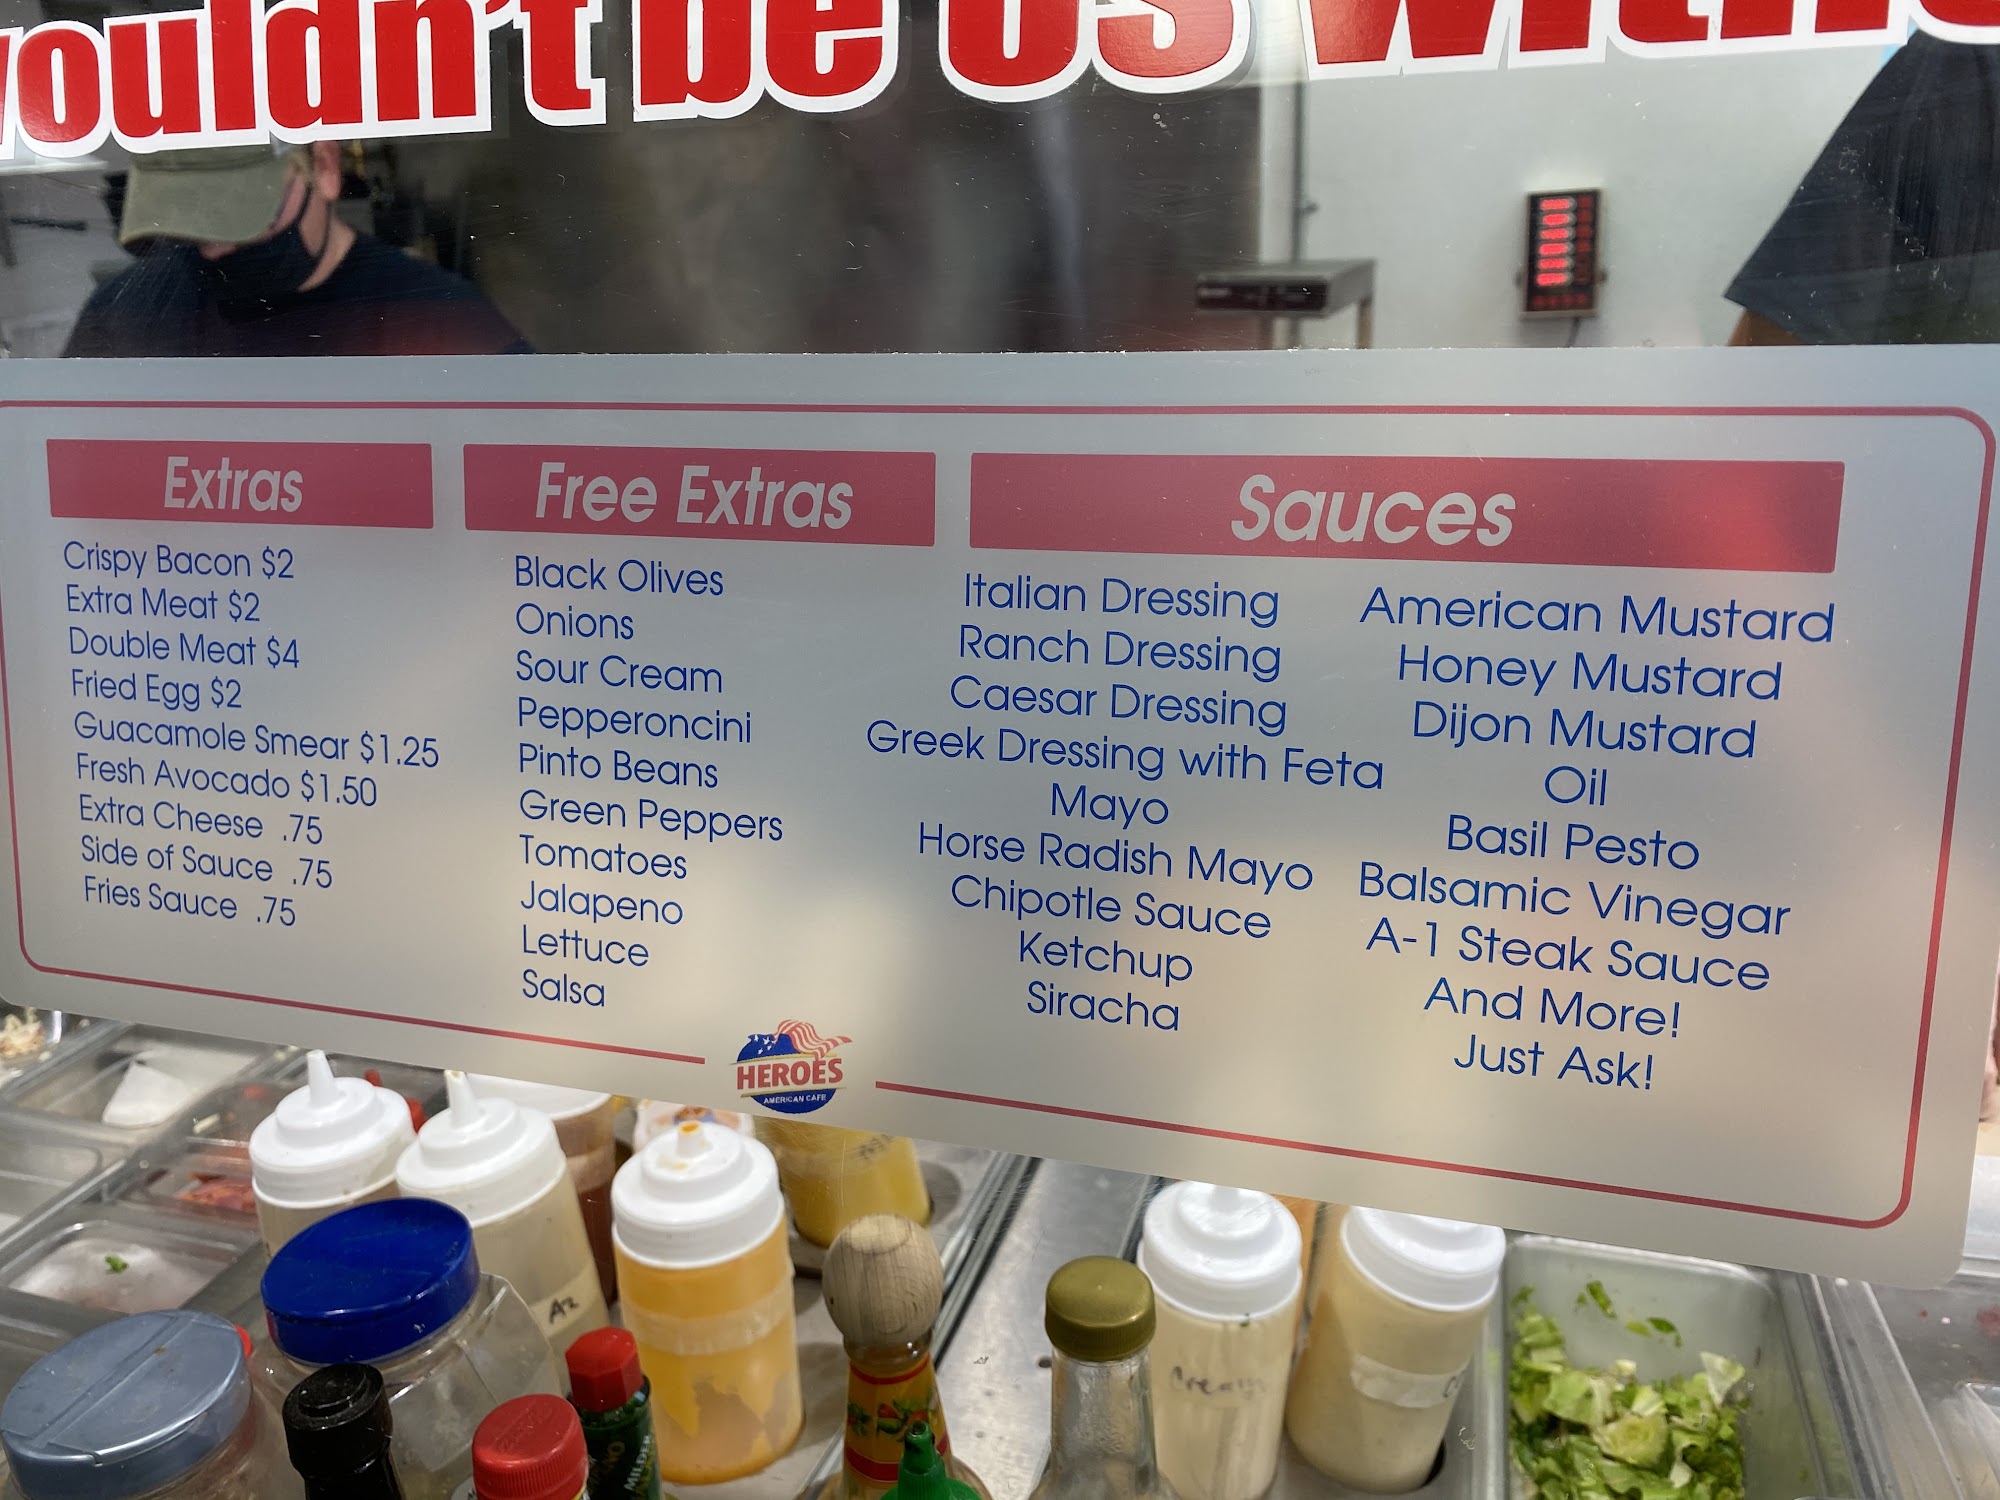 wouldn't be US with
Extras
Crispy Bacon $2
Extra Meat $2
Double Meat $4
Fried Egg $2
Guacamole Smear $1.25
Fresh Avocado $1.50
Extra Cheese .75
Side of Sauce .75
Fries Sauce .75
Free Extras
Black Olives
Onions
Sour Cream
Pepperoncini
Pinto Beans
Green Peppers
Tomatoes
Jalapeno
Lettuce
Salsa
Sauces
Italian Dressing
Ranch Dressing
Caesar Dressing
Greek Dressing with Feta
Mayo
Horse Radish Mayo
Chipotle Sauce
Ketchup
Siracha
American Mustard
Honey Mustard
Dijon Mustard
Oil
Basil Pesto
Balsamic Vinegar
A-1 Steak Sauce
And More!
Just Ask!
HEROES
AMERICAN CAFE
MILDER